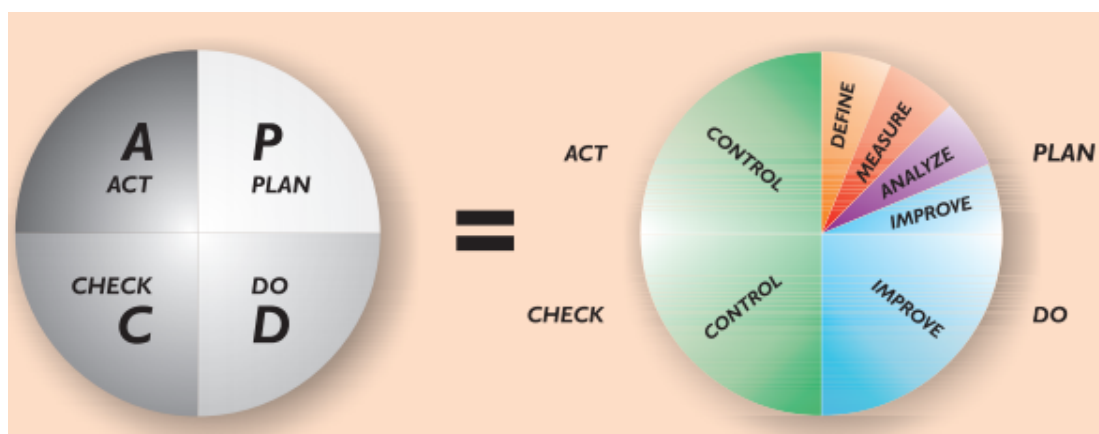 A
ACT
P
PLAN
CHECK
C
DO
D
=
ACT
CHECK
CONTROL
CONTROL
DEFINE
MEASURE
ANALYZE
IMPROVE
IMPROVE
PLAN
DO